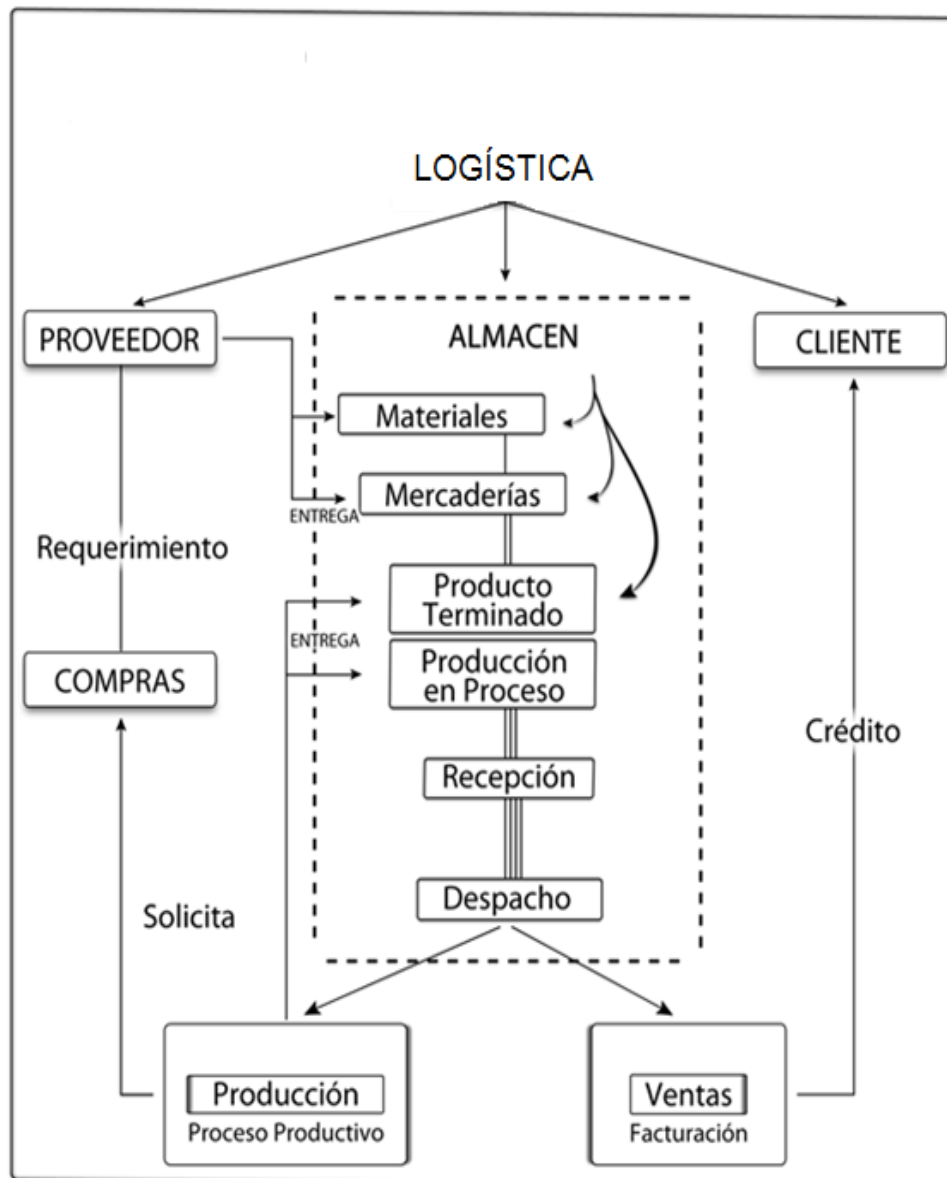 LOGÍSTICA
PROVEEDOR
ALMACEN
CLIENTE
Materiales
Mercaderías
ENTREGA
Requerimiento
Producto
Terminado
ENTREGA
Producción
en Proceso
COMPRAS
Crédito
Recepción
Despacho
Solicita
Producción
Proceso Productivo
Ventas
Facturación